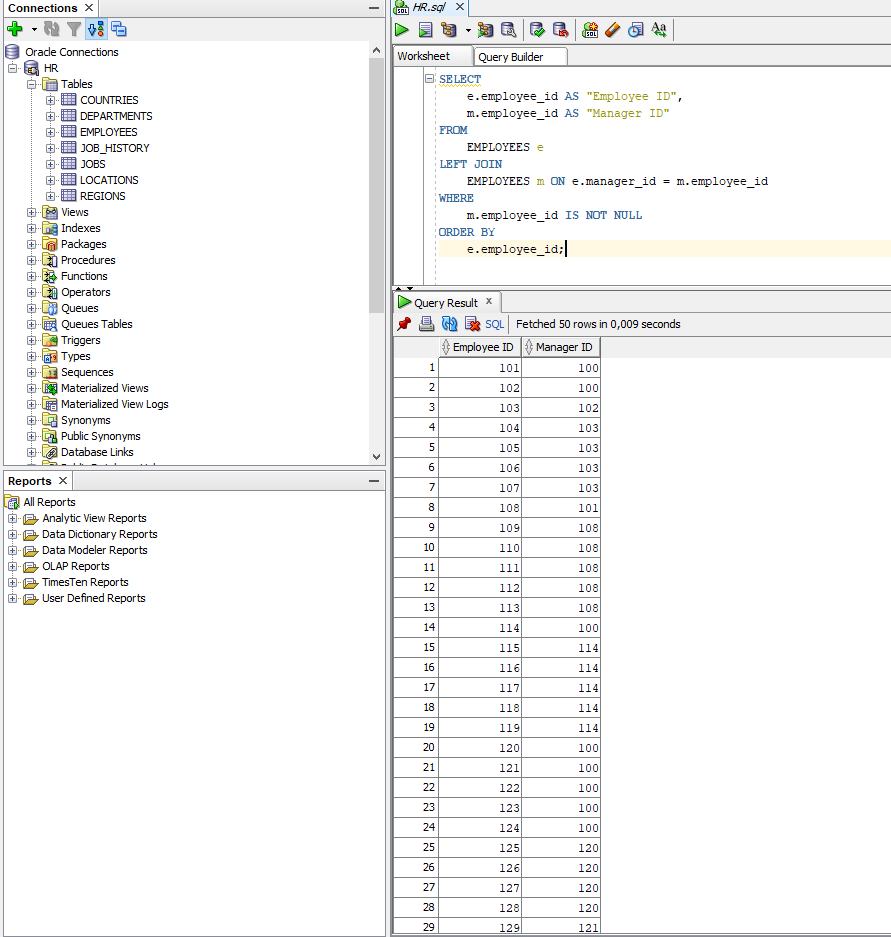 Connections
Oracle Connections
HR
Tables
COUNTRIES
DEPARTMENTS
EMPLOYEES
JOB_HISTORY
JOBS
LOCATIONS
REGIONS
Views
Indexes
Packages
Procedures
Functions
Operators
Queues
Queues Tables
Triggers
Types
Sequences
Materialized Views
Materialized View Logs
Synonyms
Public Synonyms
Database Links
Reports
All Reports
Analytic View Reports
Data Dictionary Reports
Data Modeler Reports
OLAP Reports
TimesTen Reports
User Defined Reports
HR.sql
Worksheet Query Builder
SELECT
e.employee_id AS "Employee ID",
m.employee_id AS "Manager ID"
FROM
EMPLOYEES e
LEFT JOIN
EMPLOYEES m ON e.manager_id = m.employee_id
WHERE
m.employee_id IS NOT NULL
ORDER BY
e.employee_id;
Query Result
SQL Fetched 50 rows in 0,009 seconds
Employee ID Manager ID
1 101 100
2 102 100
3 103 102
4 104 103
5 105 103
6 106 103
7 107 103
8 108 101
9 109 108
10 110 108
11 111 108
12 112 108
13 113 108
14 114 100
15 115 114
16 116 114
17 117 114
18 118 114
19 119 114
20 120 100
21 121 100
22 122 100
23 123 100
24 124 100
25 125 120
26 126 120
27 127 120
28 128 120
29 129 121